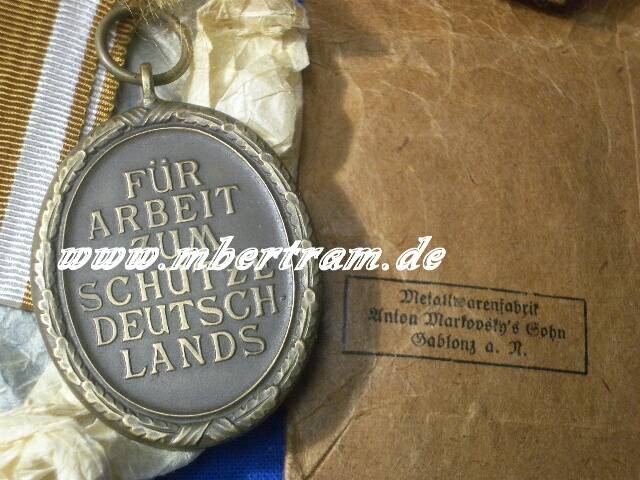 FÜR
ARBEIT
ZUM
SCHUTZE
DEUTSCH-
LANDS
www.mbertram.de
Metallwarenfabrik
Anton Markovsky's Sohn
Gablonz a. N.